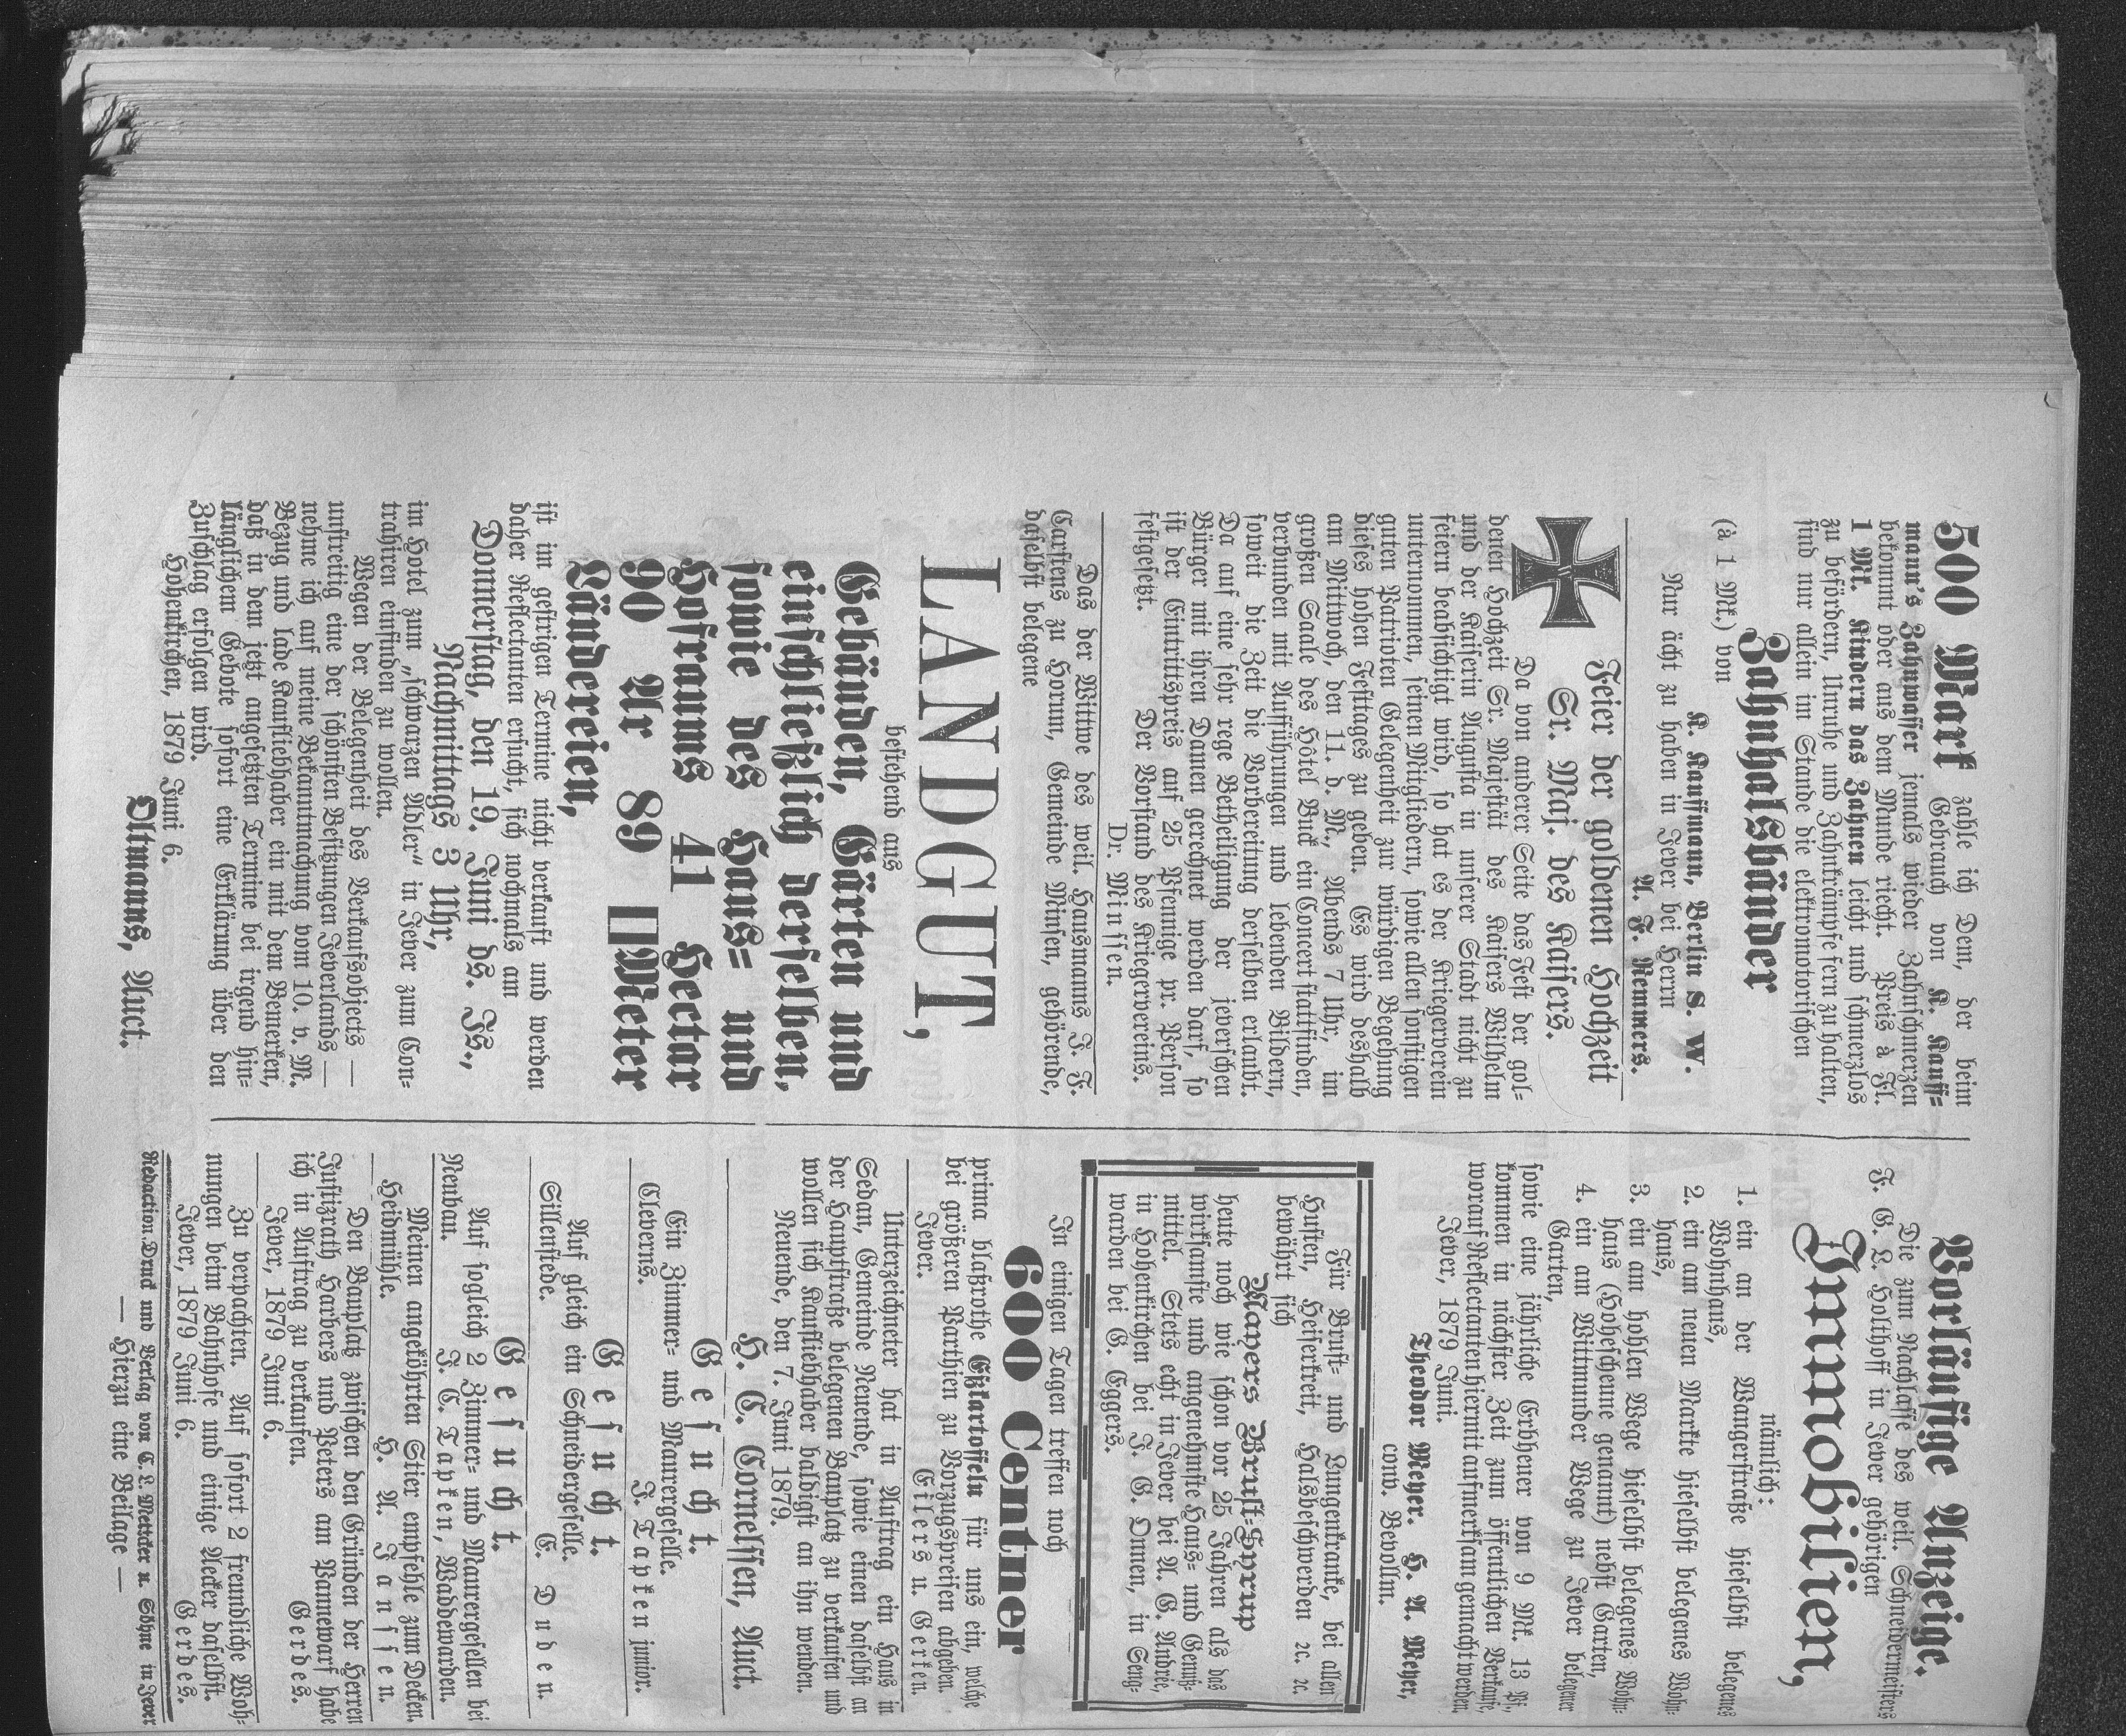 500 Mark zahle ich Dem, der beim
Gebrauch von K. Kauff-
mann's Zahnwasser jemals wieder Zahnschmerzen
bekommt oder aus dem Munde riecht. Preis à Fl.
1 Mk. Kindern das Zahnen leicht und schmerzlos
zu befördern, Unruhe und Zahnkrämpfe fern zu halten,
sind nur allein im Stande die elektromotorischen
Zahnhalsbänder
(à 1 Mk.) von
K. Kauffmann, Berlin S. W.
Nur ächt zu haben in Jever bei Herrn
A. F. Remmers.
Feier der goldenen Hochzeit
Sr. Maj. des Kaisers.
Da von anderer Seite das Fest der gol-
denen Hochzeit Sr. Majestät des Kaisers Wilhelm
und der Kaiserin Augusta in unserer Stadt nicht zu
feiern beabsichtigt wird, so hat es der Kriegerverein
unternommen, seinen Mitgliedern, sowie allen sonstigen
guten Patrioten Gelegenheit zur würdigen Begehung
dieses hohen Festtages zu geben. Es wird deshalb
am Mittwoch, den 11. d. M., Abends 7 Uhr, im
großen Saale des Hôtel Buck ein Concert stattfinden,
verbunden mit Aufführungen und lebenden Bildern,
soweit die Zeit die Vorbereitung derselben erlaubt.
Da auf eine sehr rege Betheiligung der jeverschen
Bürger mit ihren Damen gerechnet werden darf, so
ist der Eintrittspreis auf 25 Pfennige pr. Person
festgesetzt. Der Vorstand des Kriegervereins.
Dr. Minssen.
Das der Wittwe des weil. Hausmanns J. F.
Carstens zu Horum, Gemeinde Minsen, gehörende,
daselbst belegene
LANDGUT,
bestehend aus
Gebäuden, Gärten und
einschließlich derselben,
sowie des Haus- und
Hofraums 41 Hectar
90 Ar 89 □Meter
Ländereien,
ist im gestrigen Termine nicht verkauft und werden
daher Reflectanten ersucht, sich nochmals am
Donnerstag, den 19. Juni ds. Js.,
Nachmittags 3 Uhr,
im Hotel zum „schwarzen Adler“ in Jever zum Con-
trahiren einfinden zu wollen.
Wegen der Belegenheit des Verkaufsobjects —
unstreitig eine der schönsten Besitzungen Jeverlands —
nehme ich auf meine Bekanntmachung vom 10. v. M.
Bezug und lade Kaufliebhaber ein mit dem Bemerken,
daß in dem jetzt angesetzten Termine bei irgend hin-
länglichem Gebote sofort eine Erklärung über den
Zuschlag erfolgen wird.
Hohenkirchen, 1879 Juni 6.
Oltmanns, Auct.
Vorläufige Anzeige.
Die zum Nachlasse des weil. Schneidermeisters
F. G. L. Holthoff in Jever gehörigen
Immobilien,
nämlich:
1. ein an der Wangerstraße hieselbst belegenes
Wohnhaus,
2. ein am neuen Markte hieselbst belegenes Wohn-
haus,
3. ein am hohlen Wege hieselbst belegenes Wohn-
haus (Hohescheune genannt) nebst Garten,
4. ein am Wittmunder Wege zu Jever belegener
Garten,
sowie eine jährliche Erbheuer von 9 Mk. 13 Pf.,
kommen in nächster Zeit zum öffentlichen Verkaufe,
worauf Reflectanten hiermit aufmerksam gemacht werden.
Jever, 1879 Juni.
Theodor Meyer. H. A. Meyer,
conv. Bevollm.
Für Brust- und Lungenkranke, bei allen
Husten, Heiserkeit, Halsbeschwerden ꝛc. ꝛc.
bewährt sich
Mayers Brust-Syrup
heute noch wie schon vor 25 Jahren als das
wirksamste und angenehmste Haus- und Genuß-
mittel. Stets echt in Jever bei A. G. Andrée,
in Hohenkirchen bei J. C. Onnen, in Seng-
warden bei G. Eggers.
In einigen Tagen treffen noch
600 Centner
prima blaßrothe Eßkartoffeln für uns ein, welche
bei größeren Parthien zu Vorzugspreisen abgeben.
Jever. Eilers u. Gerken.
Unterzeichneter hat in Auftrag ein Haus in
Sedan, Gemeinde Neuende, sowie einen daselbst an
der Hauptstraße belegenen Bauplatz zu verkaufen und
wollen sich Kaufliebhaber baldigst an ihn wenden.
Neuende, den 7. Juni 1879.
H. C. Cornelssen, Auct.
Gesucht.
Ein Zimmer- und Maurergeselle.
Cleverns. J. Tapken junior.
Gesucht.
Auf gleich ein Schneidergeselle.
Sillenstede. E. Duden.
Gesucht.
Auf sogleich 2 Zimmer- und Maurergesellen bei
Neubau. J. C. Tapken, Waddewarden.
Meinen angeköhrten Stier empfehle zum Decken.
Heidmühle. H. A. Janssen.
Den Bauplatz zwischen den Gründen der Herren
Justizrath Harbers und Peters am Pannewarf habe
ich in Auftrag zu verkaufen.
Jever, 1879 Juni 6. Gerdes.
Zu verpachten. Auf sofort 2 freundliche Woh-
nungen beim Bahnhofe und einige Aecker daselbst.
Jever, 1879 Juni 6. Gerdes.
Redaction, Druck und Verlag von C. L. Mettcker u. Söhne in Jever
— Hierzu eine Beilage —